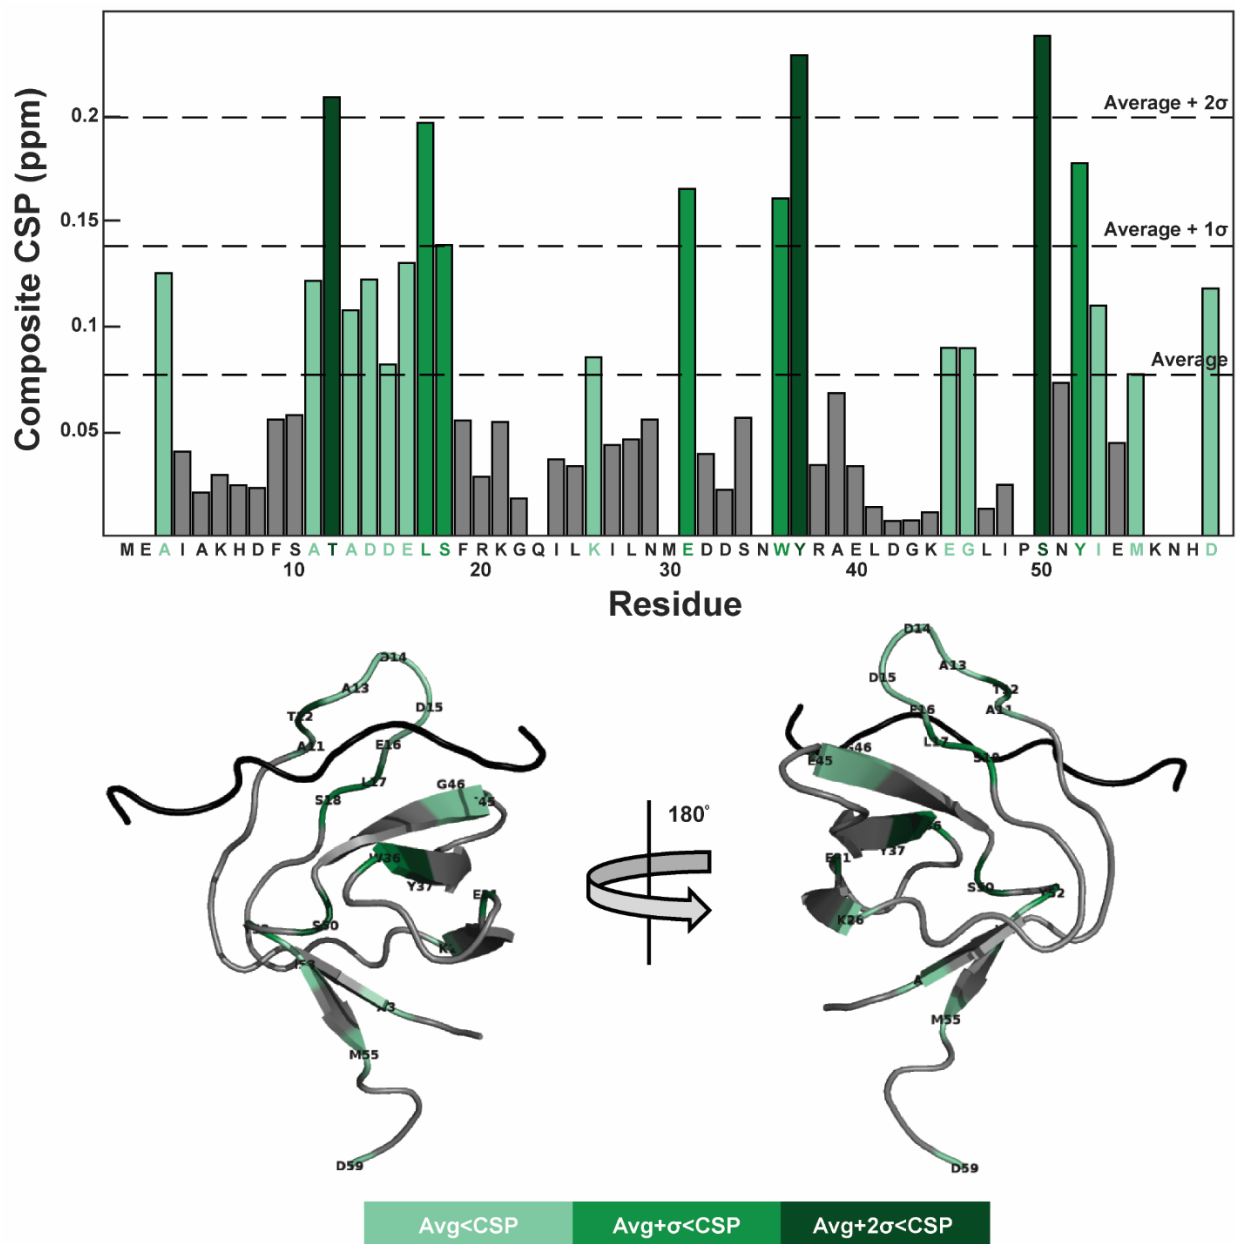 Composite CSP (ppm)
0.2
0.15
0.1
0.05
Average + 2σ
Average + 1σ
Average
MEAIAKHDFSATADDELSFRKGQILKILNMEDDSNWYRAELDGKEGLIPSNYIEMKNHD
10 20 30 40 50
Residue
D14
A13
T12
D15
A11
E16
L17
S18
G46
W36
Y37
S50
M55
D59
180°
D14
A13
D15
T12
A11
E16
L17
S18
G46
E45
Y37
E31
K26
S50
M55
D59
Avg<CSP Avg+σ<CSP Avg+2σ<CSP